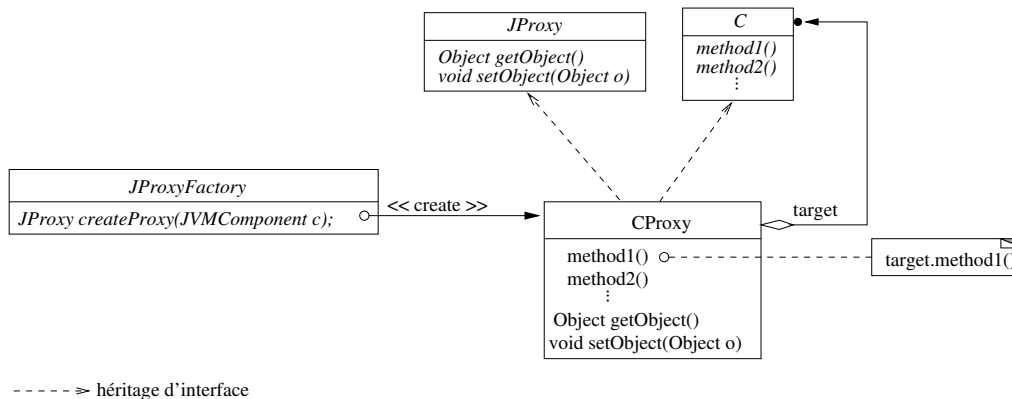 JProxy
Object getObject()
void setObject(Object o)
C
method1()
method2()
⋮
JProxyFactory
JProxy createProxy(JVMComponent c);
<< create >>
CProxy
method1()
method2()
⋮
Object getObject()
void setObject(Object o)
target
target.method1()
héritage d'interface